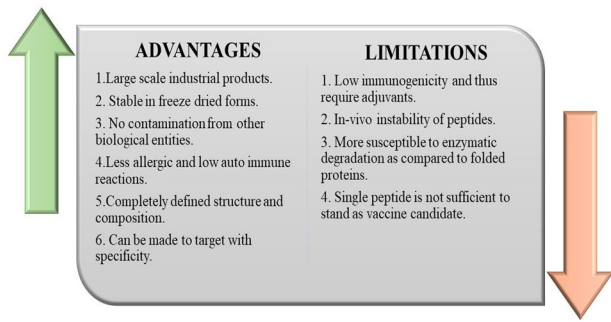 ADVANTAGES
1.Large scale industrial products.
2. Stable in freeze dried forms.
3. No contamination from other
biological entities.
4.Less allergic and low auto immune
reactions.
5.Completely defined structure and
composition.
6. Can be made to target with
specificity.
LIMITATIONS
1. Low immunogenicity and thus
require adjuvants.
2. In-vivo instability of peptides.
3. More susceptible to enzymatic
degradation as compared to folded
proteins.
4. Single peptide is not sufficient to
stand as vaccine candidate.